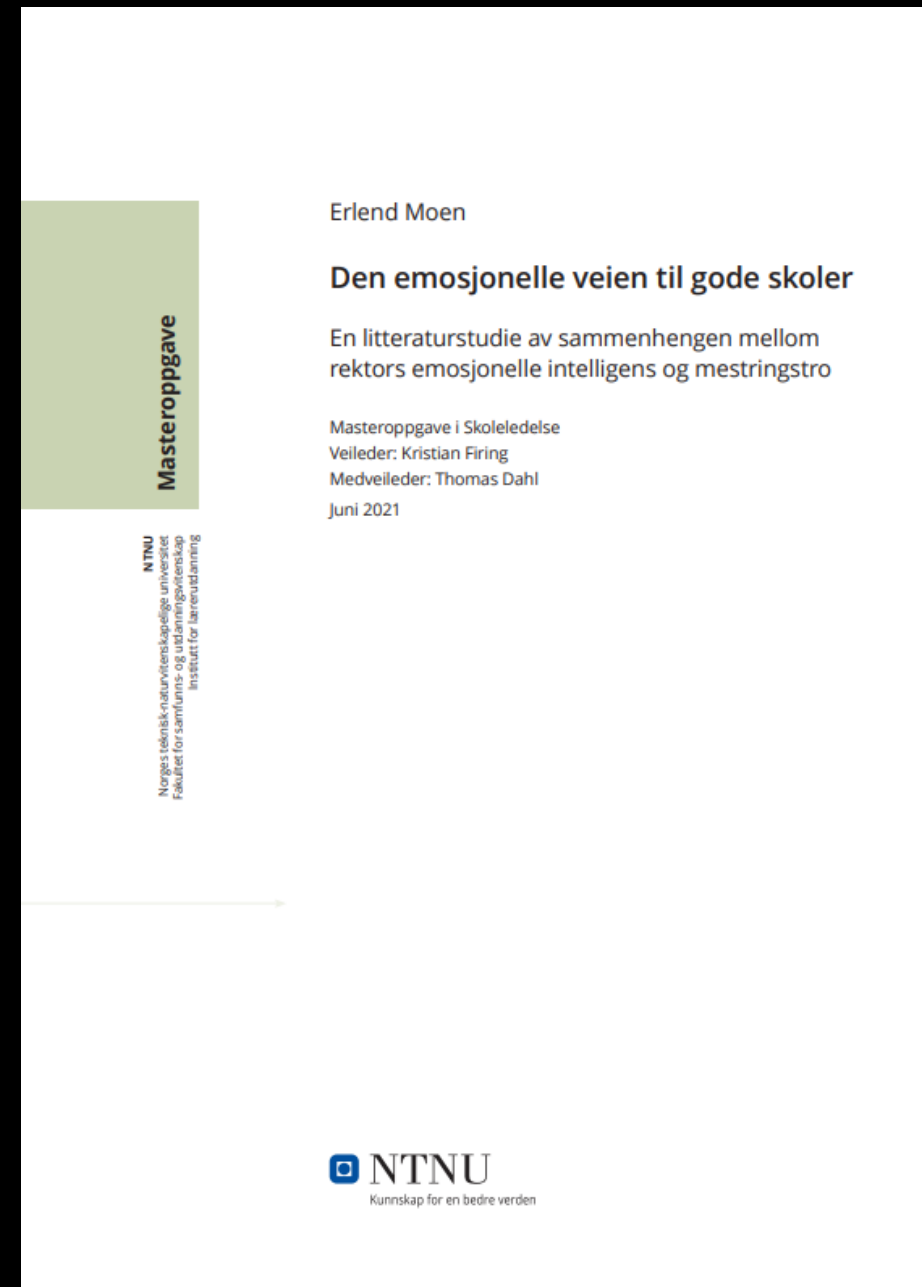 Erlend Moen
Den emosjonelle veien til gode skoler
En litteraturstudie av sammenhengen mellom
rektors emosjonelle intelligens og mestringstro
Masteroppgave i Skoleledelse
Veileder: Kristian Firing
Medveileder: Thomas Dahl
Juni 2021
Masteroppgave
NTNU
Norges teknisk-naturvitenskapelige universitet
Fakultet for samfunns- og utdanningsvitenskap
Institutt for lærerutdanning
NTNU
Kunnskap for en bedre verden